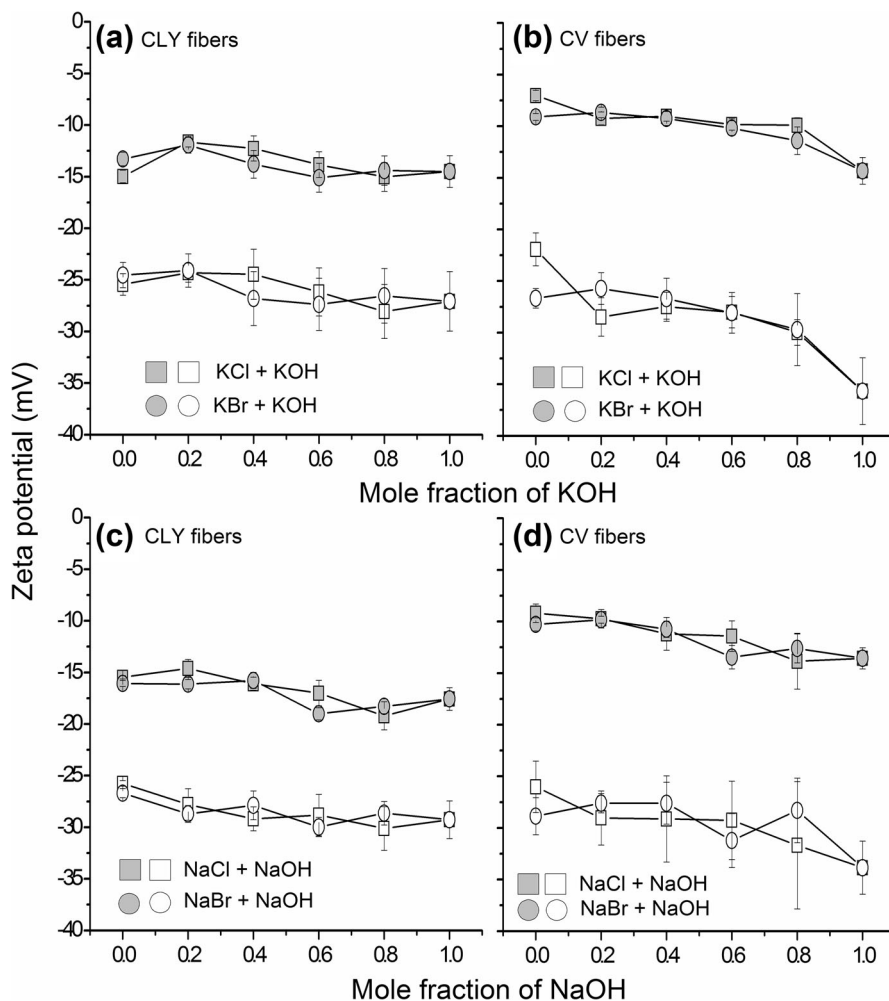 Zeta potential (mV)
(a) CLY fibers
0
-5
-10
-15
-20
-25
-30
-35
-40
KCl + KOH
KBr + KOH
0.0 0.2 0.4 0.6 0.8 1.0
(b) CV fibers
KCl + KOH
KBr + KOH
0.0 0.2 0.4 0.6 0.8 1.0
Mole fraction of KOH
(c) CLY fibers
0
-5
-10
-15
-20
-25
-30
-35
-40
NaCl + NaOH
NaBr + NaOH
0.0 0.2 0.4 0.6 0.8 1.0
(d) CV fibers
NaCl + NaOH
NaBr + NaOH
0.0 0.2 0.4 0.6 0.8 1.0
Mole fraction of NaOH